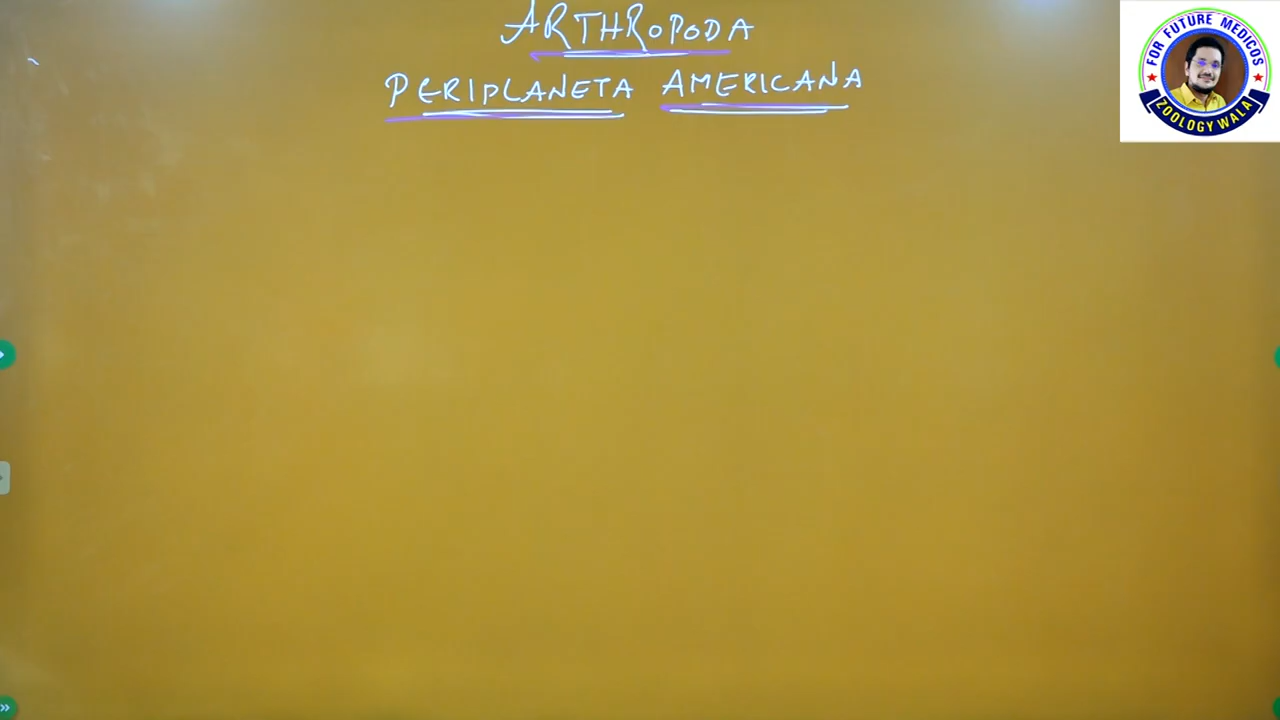 ARTHROPODA
PERIPLANETA AMERICANA
FOR FUTURE MEDICOS
ZOOLOGY WALA